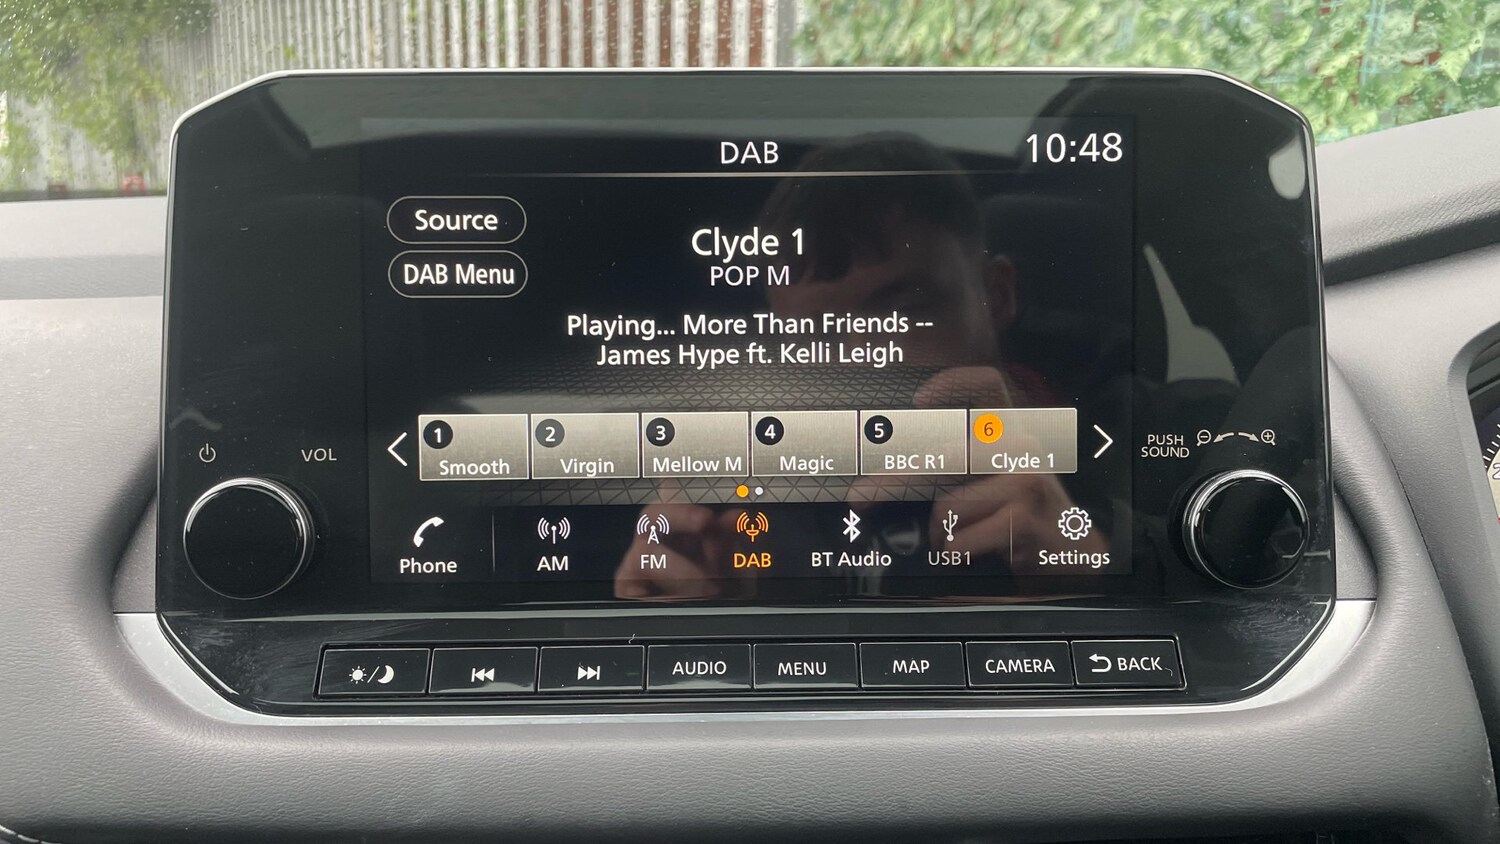 DAB
10:48
Source
DAB Menu
Clyde 1
POP M
Playing... More Than Friends --
James Hype ft. Kelli Leigh
VOL
PUSH
SOUND
1 Smooth
2 Virgin
3 Mellow M
4 Magic
5 BBC R1
6 Clyde 1
Phone
AM
FM
DAB
BT Audio
USB1
Settings
AUDIO
MENU
MAP
CAMERA
BACK